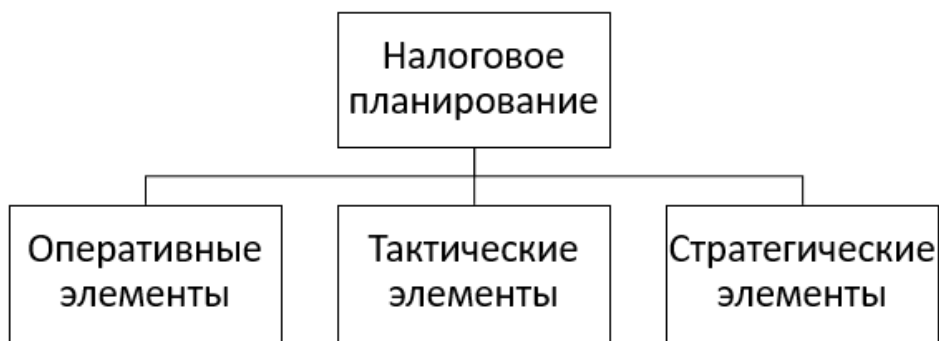 Налоговое
планирование
Оперативные
элементы
Тактические
элементы
Стратегические
элементы